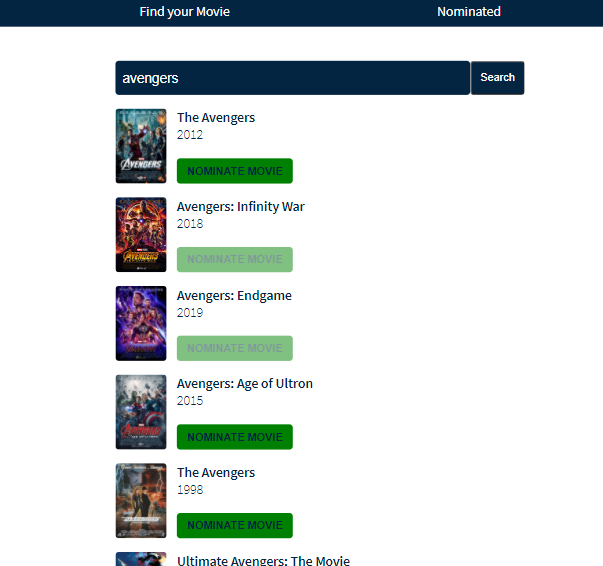 Find your Movie Nominated
avengers Search
The Avengers
2012
AVENGERS
NOMINATE MOVIE
Avengers: Infinity War
2018
AVENGERS
NOMINATE MOVIE
Avengers: Endgame
2019
NOMINATE MOVIE
Avengers: Age of Ultron
2015
NOMINATE MOVIE
The Avengers
1998
NOMINATE MOVIE
Ultimate Avengers: The Movie